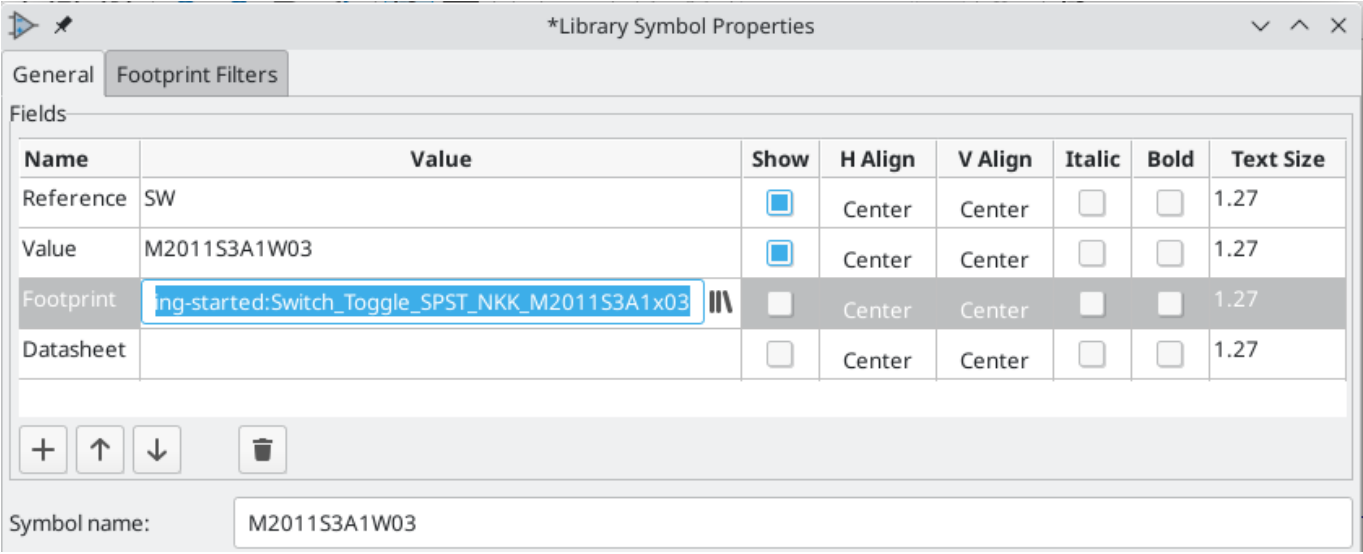 *Library Symbol Properties
General Footprint Filters
Fields
Name Value Show H Align V Align Italic Bold Text Size
Reference SW Center Center 1.27
Value M2011S3A1W03 Center Center 1.27
Footprint ing-started:Switch_Toggle_SPST_NKK_M2011S3A1x03 Center Center 1.27
Datasheet Center Center 1.27
Symbol name: M2011S3A1W03